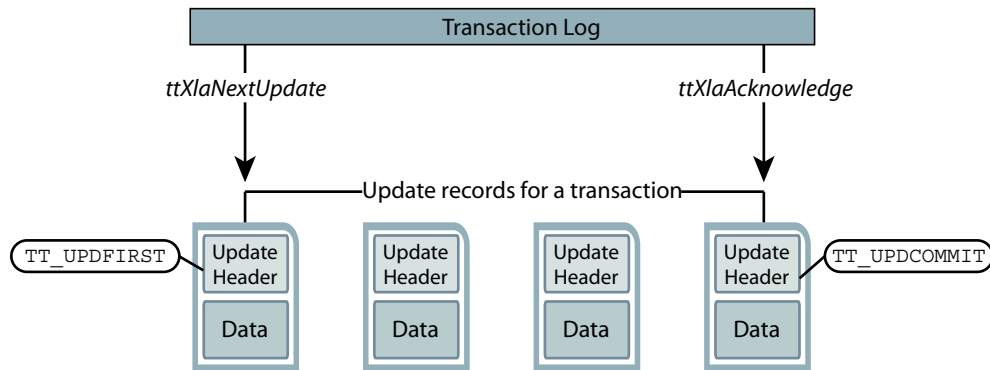 Transaction Log
ttXlaNextUpdate
ttXlaAcknowledge
Update records for a transaction
TT_UPDFIRST
Update
Header
Update
Header
Update
Header
Update
Header
TT_UPDCOMMIT
Data
Data
Data
Data